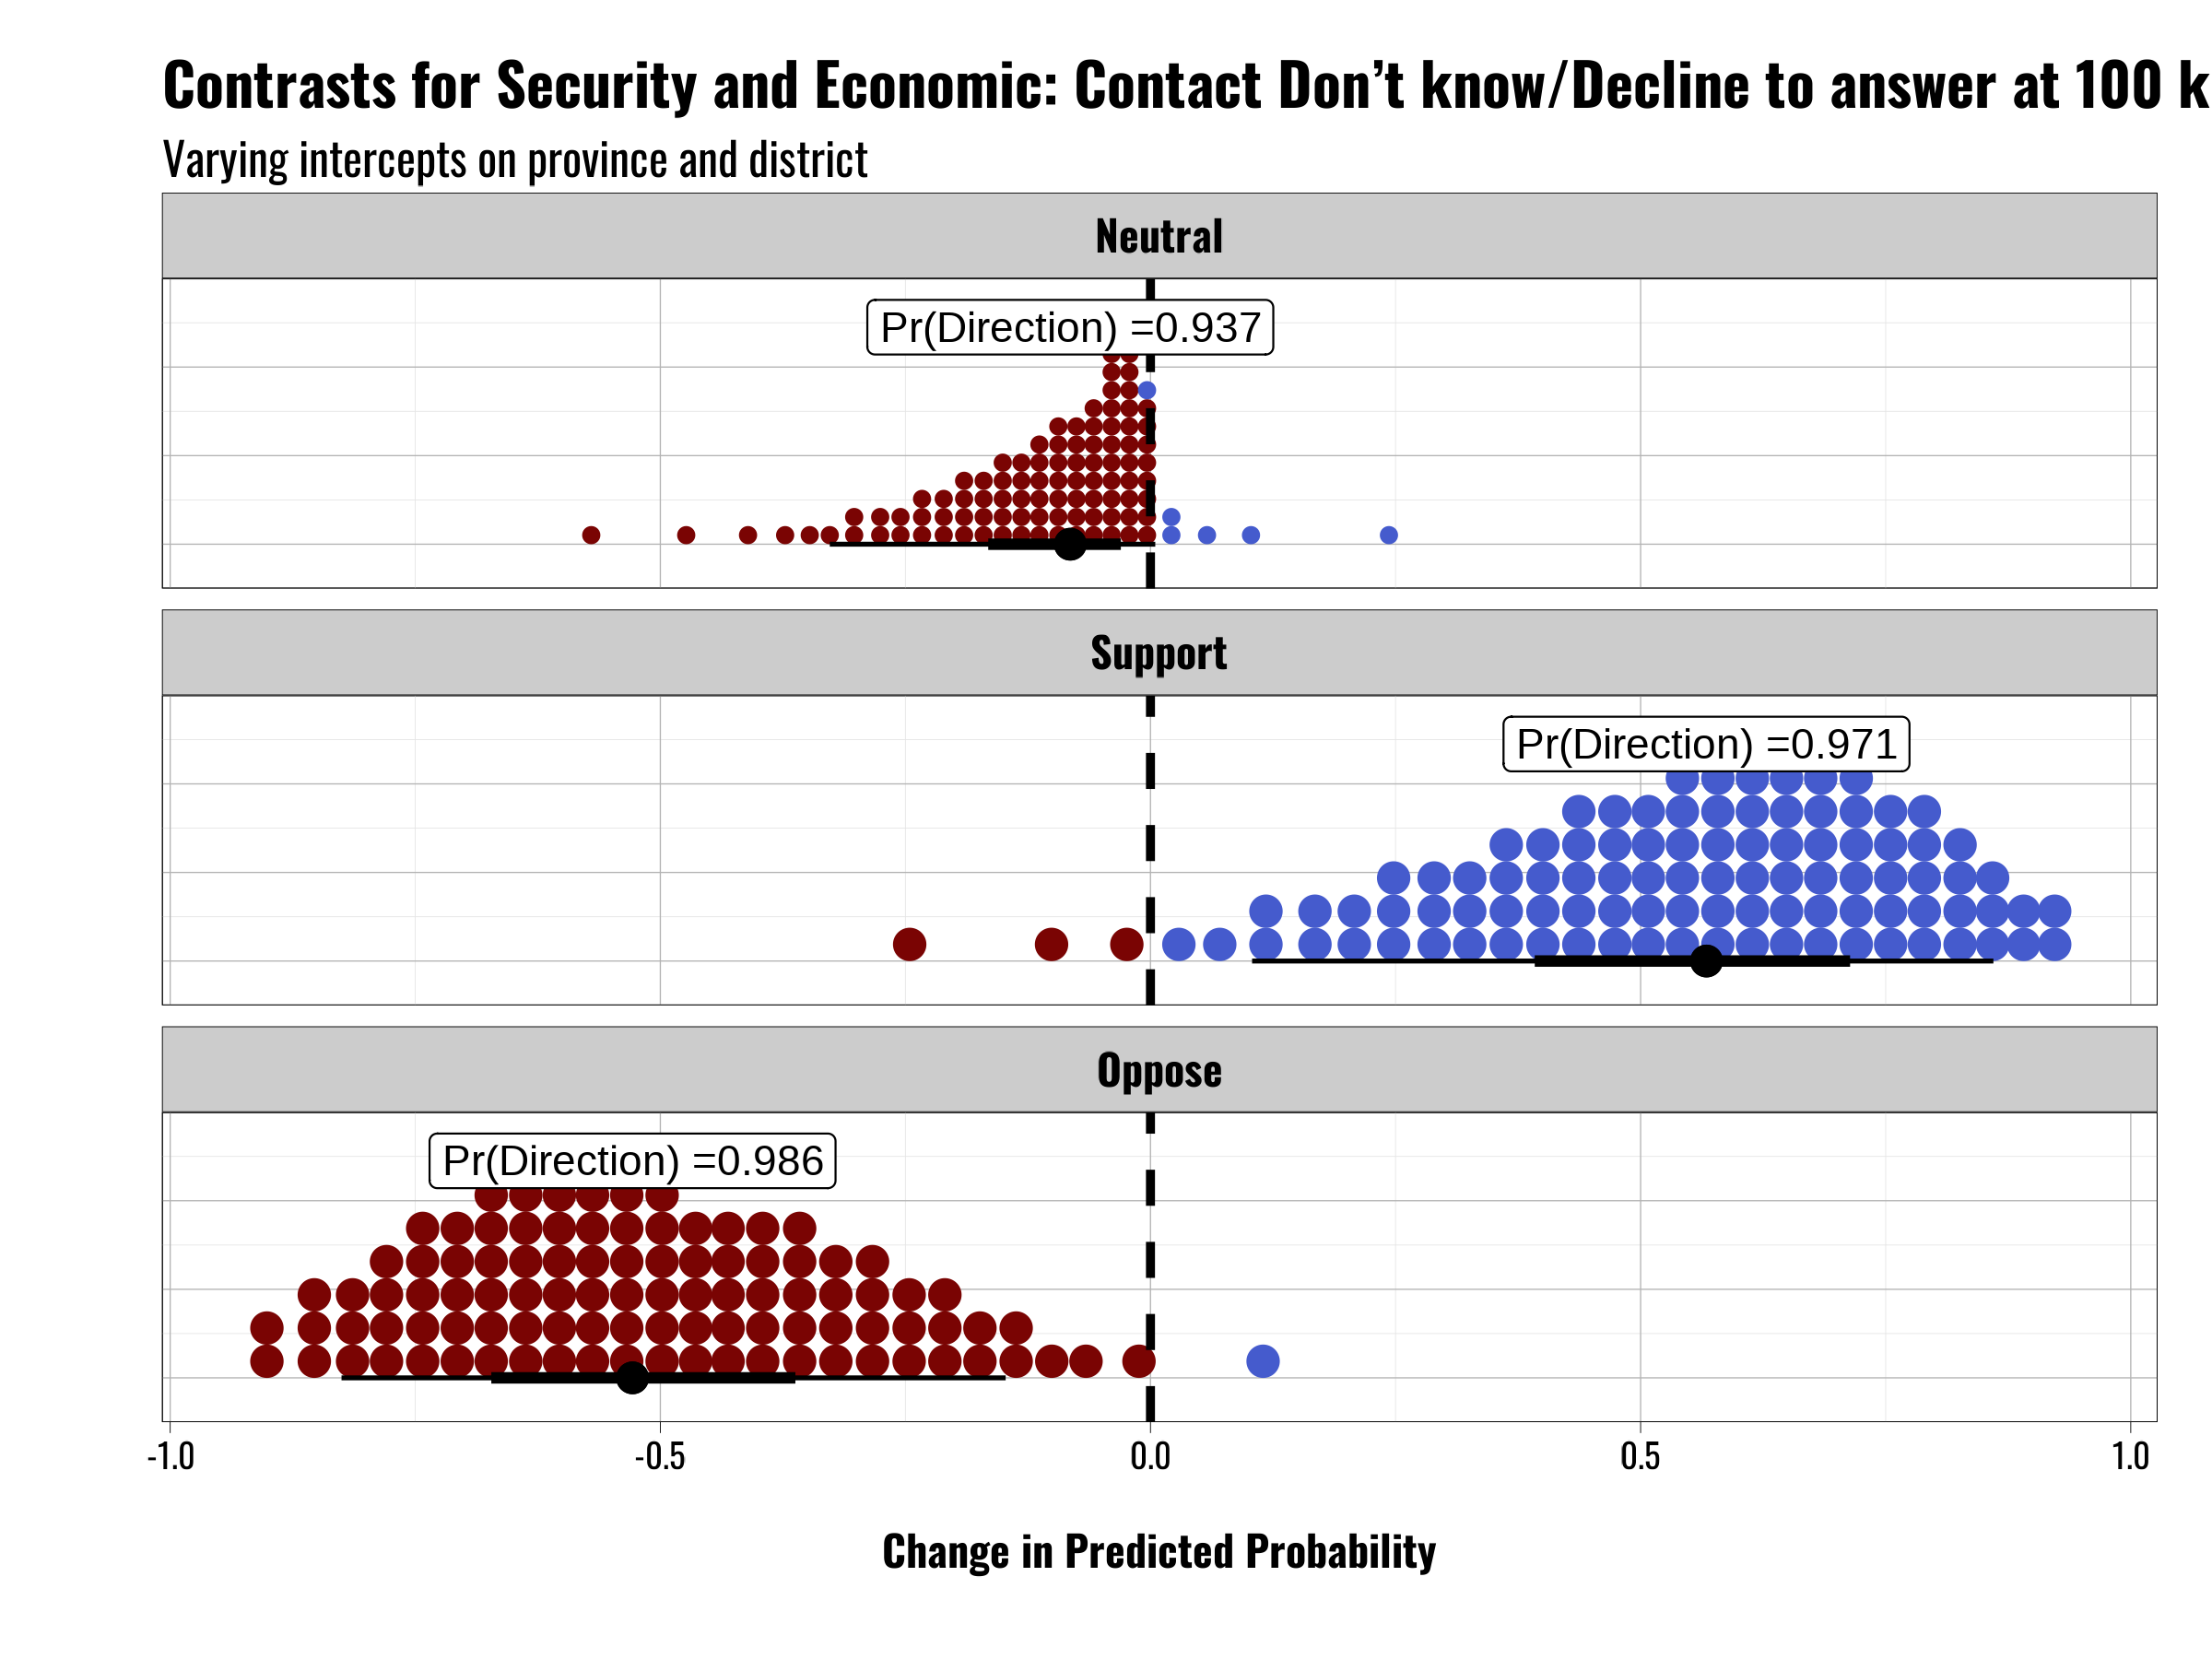 Contrasts for Security and Economic: Contact Don’t know/Decline to answer at 100 k
Varying intercepts on province and district
Neutral
Pr(Direction) =0.937
Support
Pr(Direction) =0.971
Oppose
Pr(Direction) =0.986
-1.0 -0.5 0.0 0.5 1.0
Change in Predicted Probability